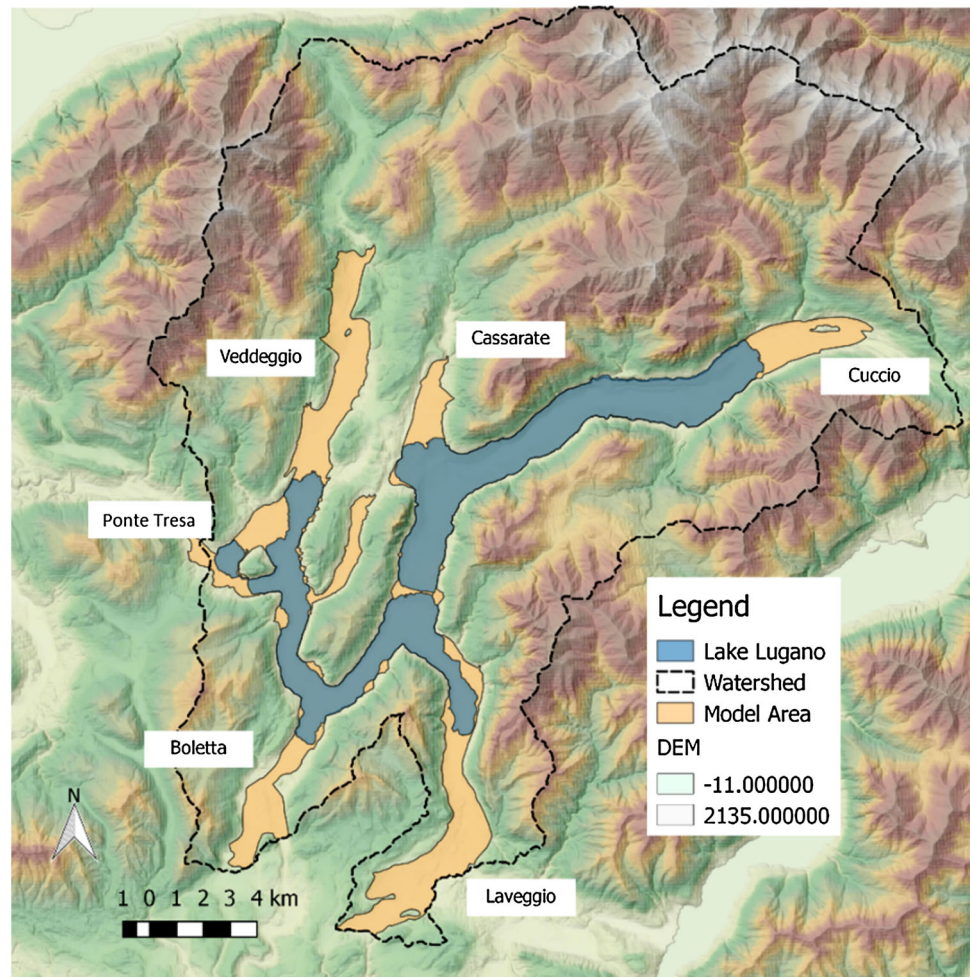 Veddeggio
Cassarate
Cuccio
Ponte Tresa
Boletta
Laveggio
Legend
Lake Lugano
Watershed
Model Area
DEM
-11.000000
2135.000000
N
1 0 1 2 3 4 km